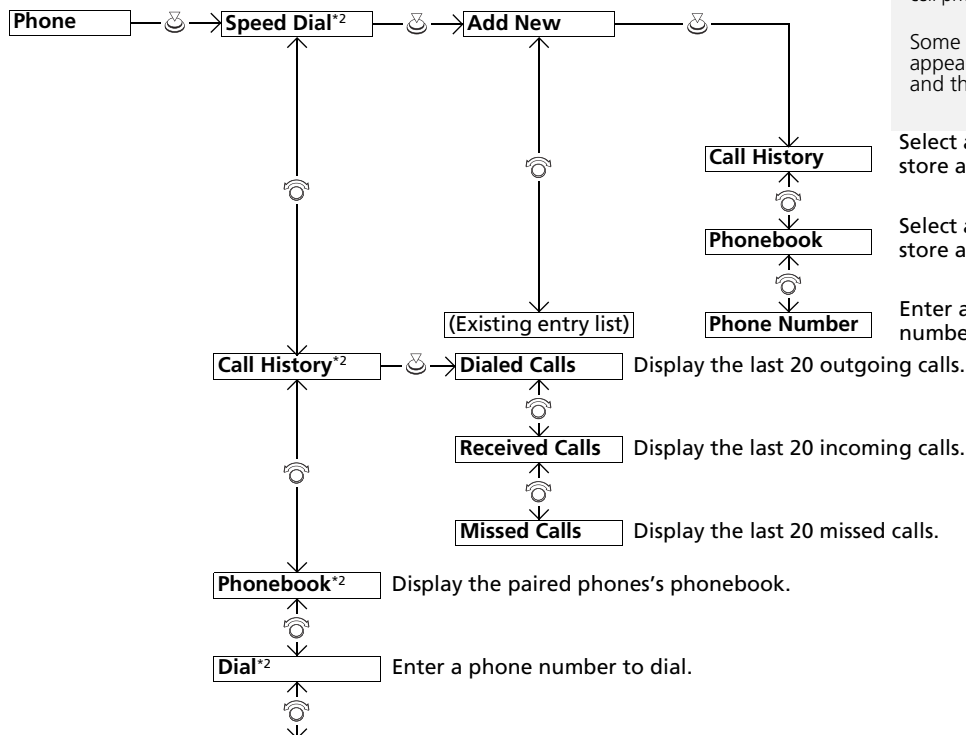 Phone
Speed Dial*2
Add New
Some
appea
and th
Call History
Select a
store a
Phonebook
Select a
store a
(Existing entry list)
Phone Number
Enter a
number
Call History*2
Dialed Calls
Display the last 20 outgoing calls.
Received Calls
Display the last 20 incoming calls.
Missed Calls
Display the last 20 missed calls.
Phonebook*2
Display the paired phones's phonebook.
Dial*2
Enter a phone number to dial.